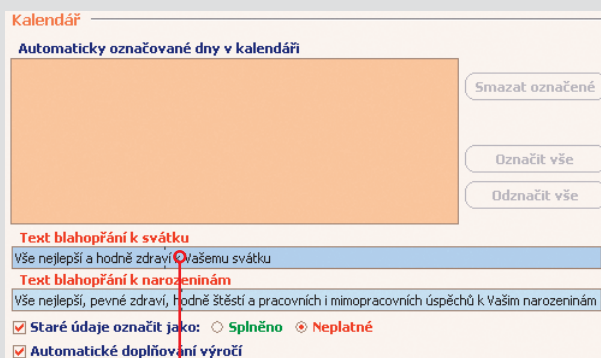 Kalendář
Automaticky označované dny v kalendáři
Smazat označené
Označit vše
Odznačit vše
Text blahopřání k svátku
Vše nejlepší a hodně zdraví k Vašemu svátku
Text blahopřání k narozeninám
Vše nejlepší, pevné zdraví, hodně štěstí a pracovních i mimopracovních úspěchů k Vašim narozeninám
Staré údaje označit jako: Splněno Neplatné
Automatické doplňování výročí